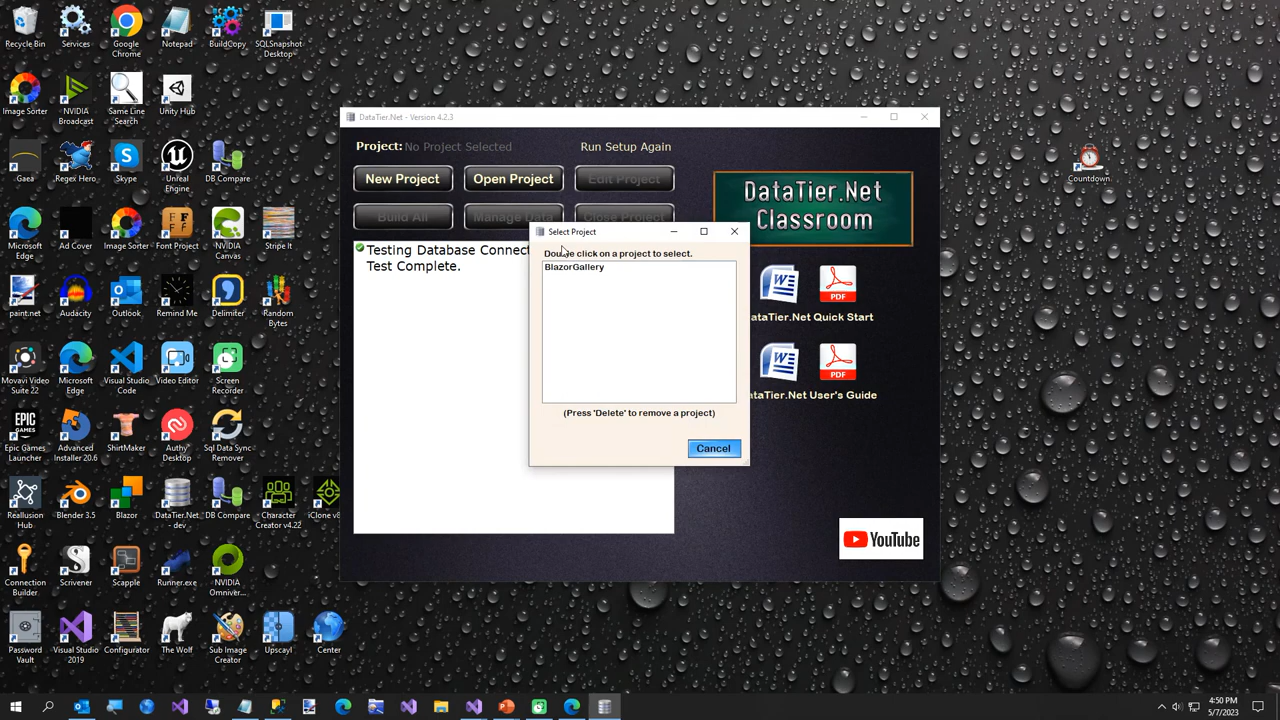 Recycle Bin
Services
Google
Chrome
Notepad
BuildCopy
SQLSnapshot
Desktop
Image Sorter
NVIDIA
Broadcast
Same Line
Search
Unity Hub
Gaea
Regex Hero
Skype
Unreal
Engine
DB Compare
Microsoft
Edge
Ad Cover
Image Sorter
Font Project
NVIDIA
Canvas
Stripe It
paint.net
Audacity
Outlook
Remind Me
Delimiter
Random
Bytes
Movavi Video
Suite 22
Microsoft
Edge
Visual Studio
Code
Video Editor
Screen
Recorder
Epic Games
Launcher
Advanced
Installer 20.6
ShirtMaker
Authy
Desktop
Sql Data Sync
Remover
Reallusion
Hub
Blender 3.5
Blazor
DataTier.Net
- dev
DB Compare
Character
Creator v4.22
iClone v8
Connection
Builder
Scrivener
Scapple
Runner.exe
NVIDIA
Omniver...
Password
Vault
Visual Studio
2019
Configurator
The Wolf
Sub Image
Creator
Upscayl
Center
Countdown
DataTier.Net - Version 4.2.3
Project: No Project Selected
Run Setup Again
New Project
Open Project
Edit Project
Build All
Manage Data
Close Project
Testing Database Connect
Test Complete.
DataTier.Net
Classroom
ataTier.Net Quick Start
ataTier.Net User's Guide
YouTube
Select Project
Double click on a project to select.
BlazorGallery
(Press 'Delete' to remove a project)
Cancel
4:50 PM
5/7/2023